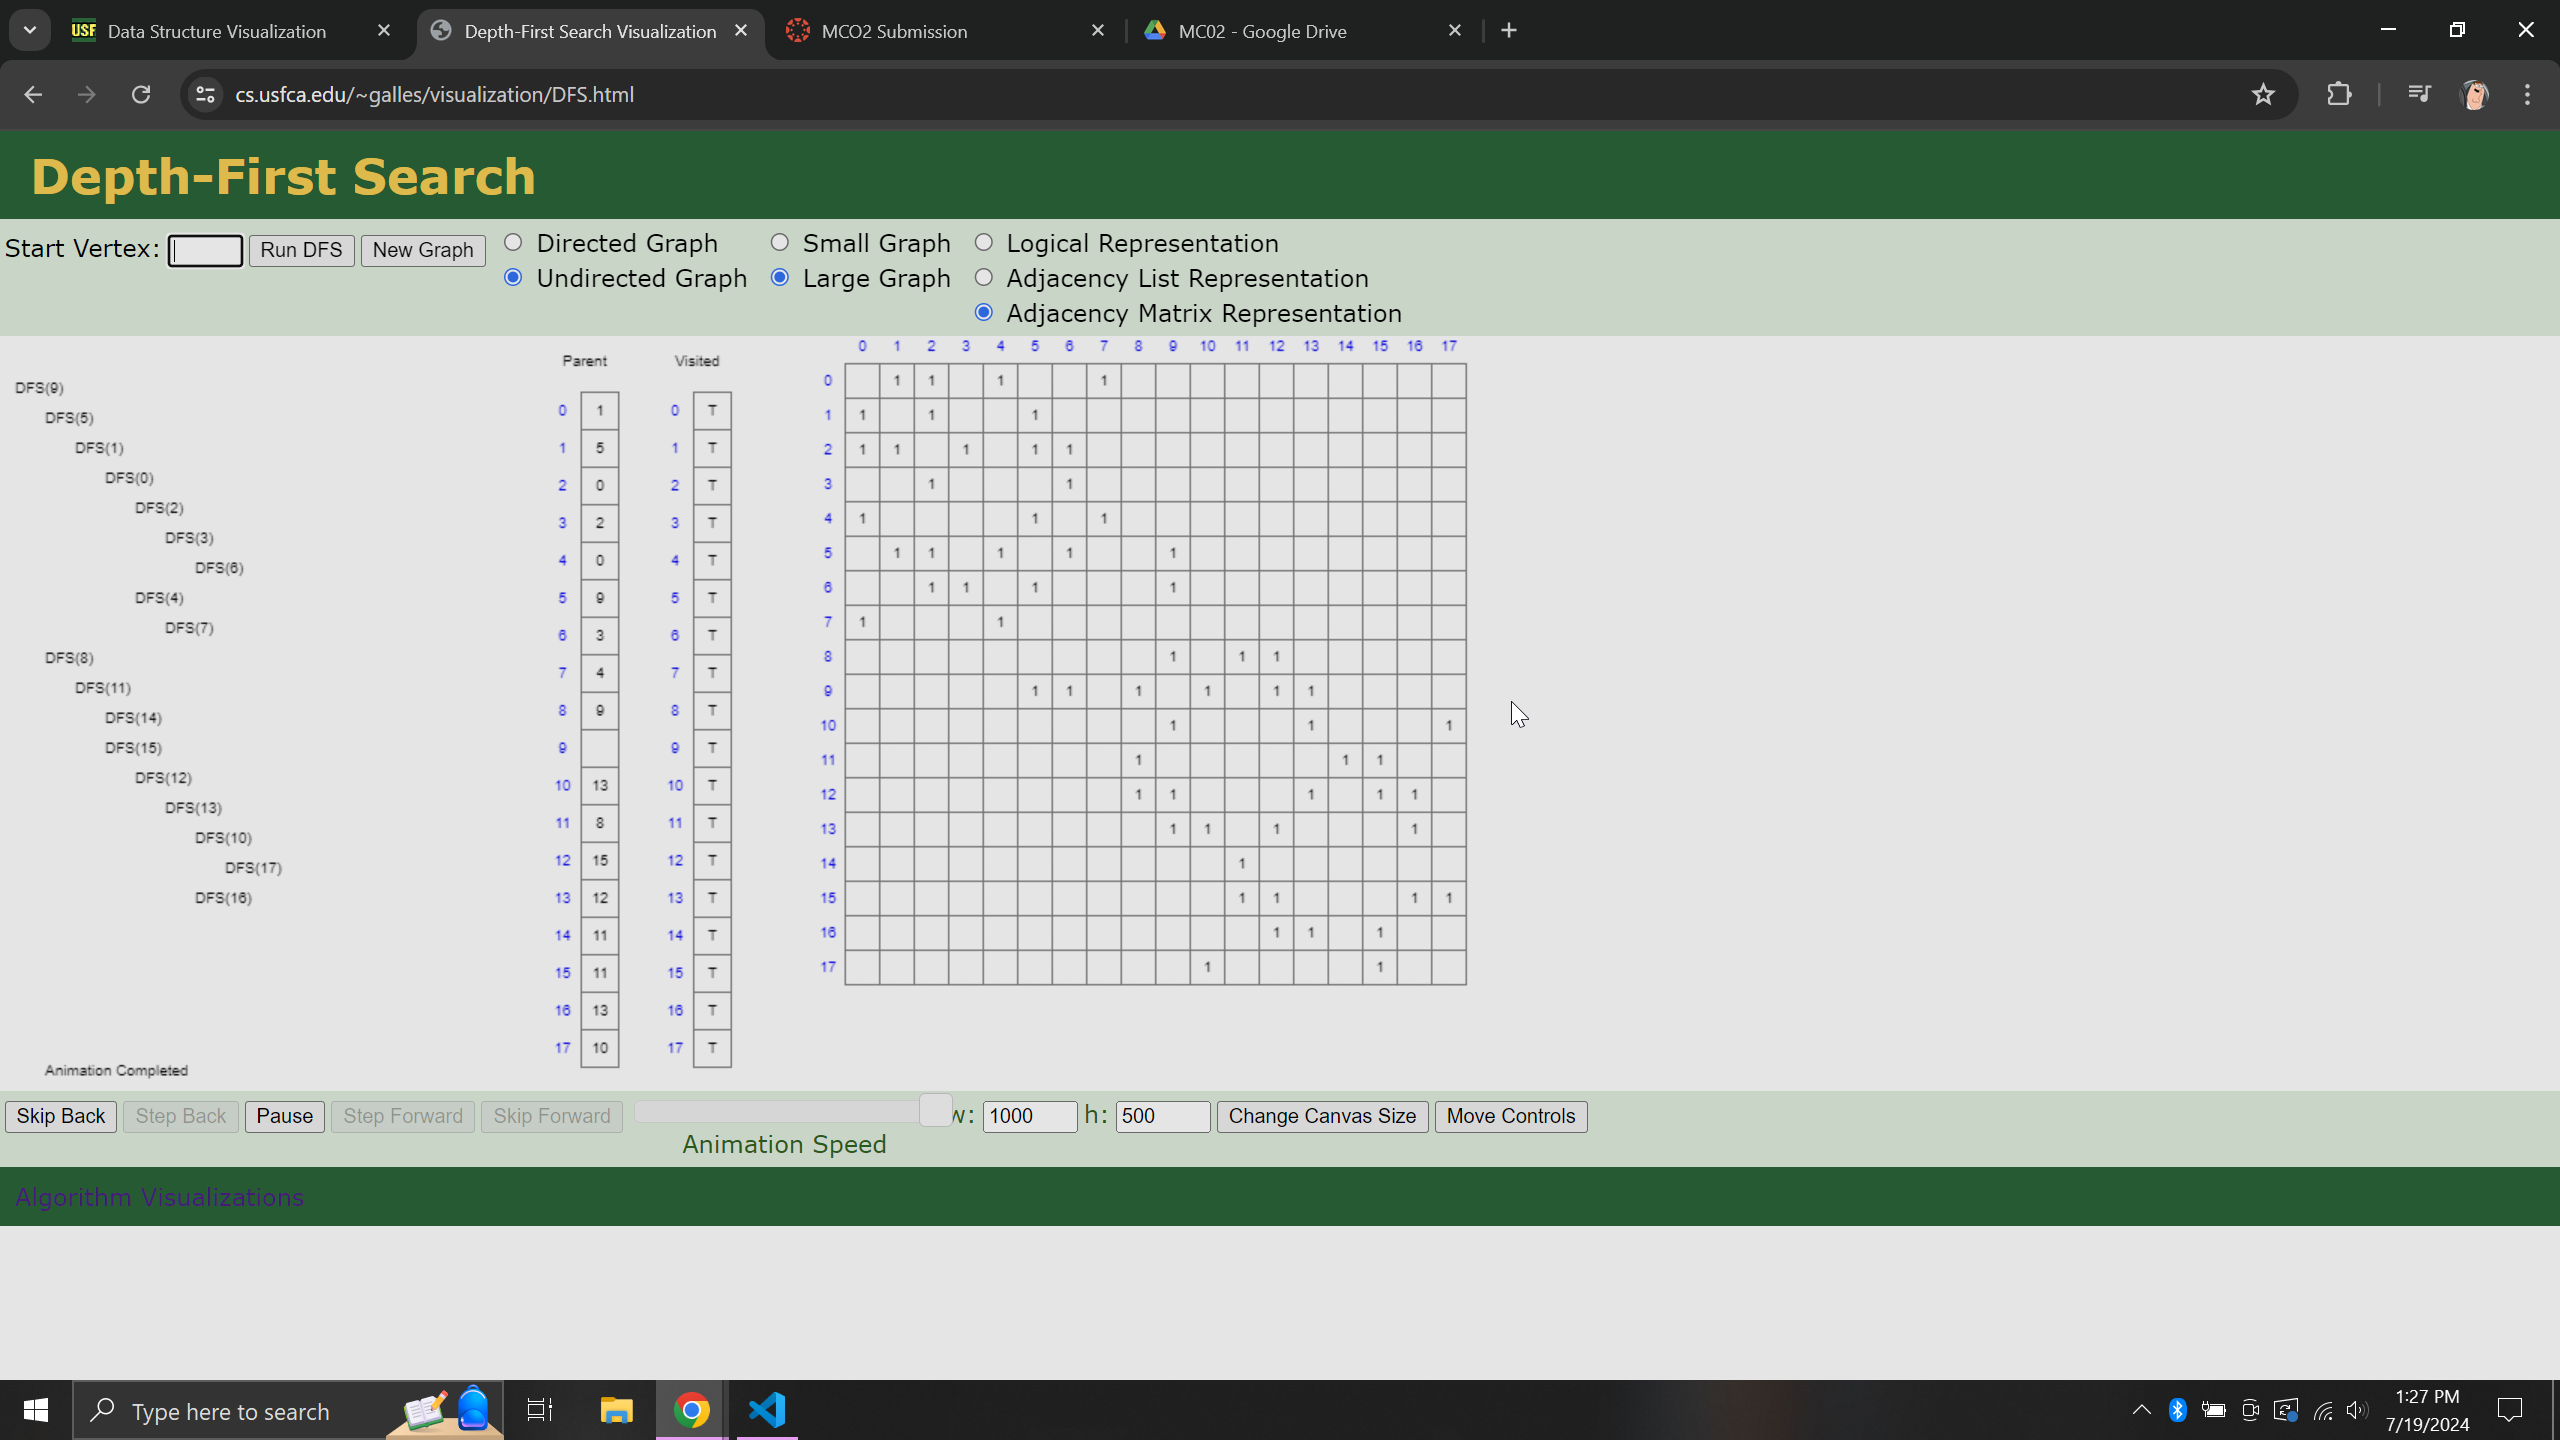 Data Structure Visualization
Depth-First Search Visualization
MCO2 Submission
MC02 - Google Drive
cs.usfca.edu/~galles/visualization/DFS.html
Depth-First Search
Start Vertex: Run DFS New Graph
Directed Graph
Undirected Graph
Small Graph
Large Graph
Logical Representation
Adjacency List Representation
Adjacency Matrix Representation
DFS(9)
DFS(5)
DFS(1)
DFS(0)
DFS(2)
DFS(3)
DFS(6)
DFS(4)
DFS(7)
DFS(8)
DFS(11)
DFS(14)
DFS(15)
DFS(12)
DFS(13)
DFS(10)
DFS(17)
DFS(16)
Animation Completed
Parent
0 1
1 5
2 0
3 2
4 0
5 9
6 3
7 4
8 9
9
10 13
11 8
12 15
13 12
14 11
15 11
16 13
17 10
Visited
0 T
1 T
2 T
3 T
4 T
5 T
6 T
7 T
8 T
9 T
10 T
11 T
12 T
13 T
14 T
15 T
16 T
17 T
0 1 2 3 4 5 6 7 8 9 10 11 12 13 14 15 16 17
0 1 1 1 1
1 1 1 1
2 1 1 1 1 1
3 1 1
4 1 1 1
5 1 1 1 1 1
6 1 1 1 1
7 1 1
8 1 1 1
9 1 1 1 1 1 1
10 1 1 1
11 1 1 1
12 1 1 1 1 1
13 1 1 1 1
14 1
15 1 1 1 1
16 1 1 1
17 1 1
Skip Back Step Back Pause Step Forward Skip Forward w: 1000 h: 500 Change Canvas Size Move Controls
Animation Speed
Algorithm Visualizations
Type here to search
1:27 PM
7/19/2024